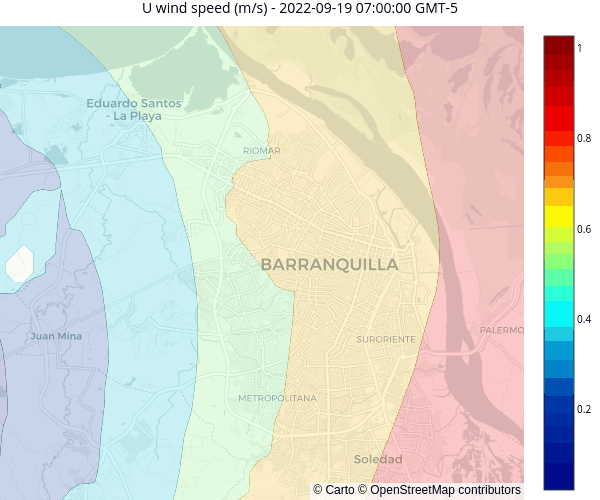 U wind speed (m/s) - 2022-09-19 07:00:00 GMT-5
1
0.8
0.6
0.4
0.2
Eduardo Santos
- La Playa
RIOMAR
BARRANQUILLA
Juan Mina
SURORIENTE
PALERMO
METROPOLITANA
Soledad
© Carto © OpenStreetMap contributors